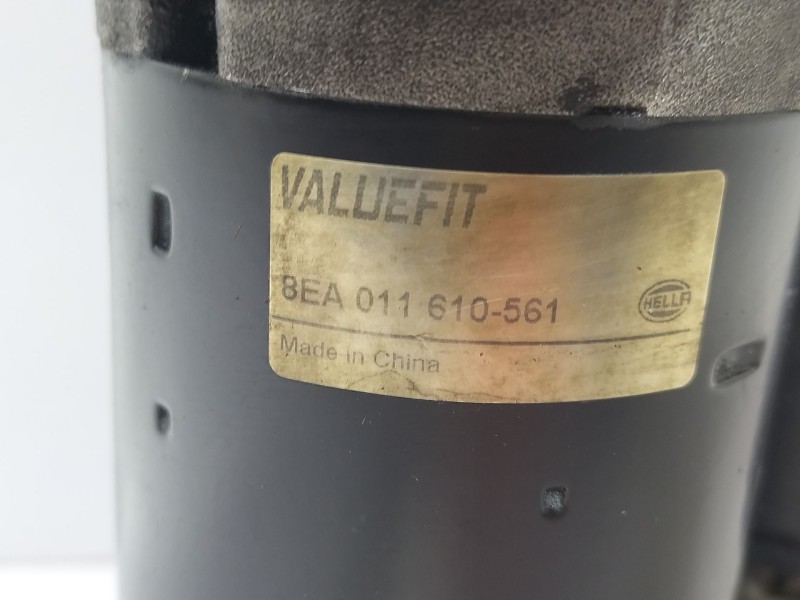 VALUEFIT
8EA 011 610-561
HELLA
Made in China